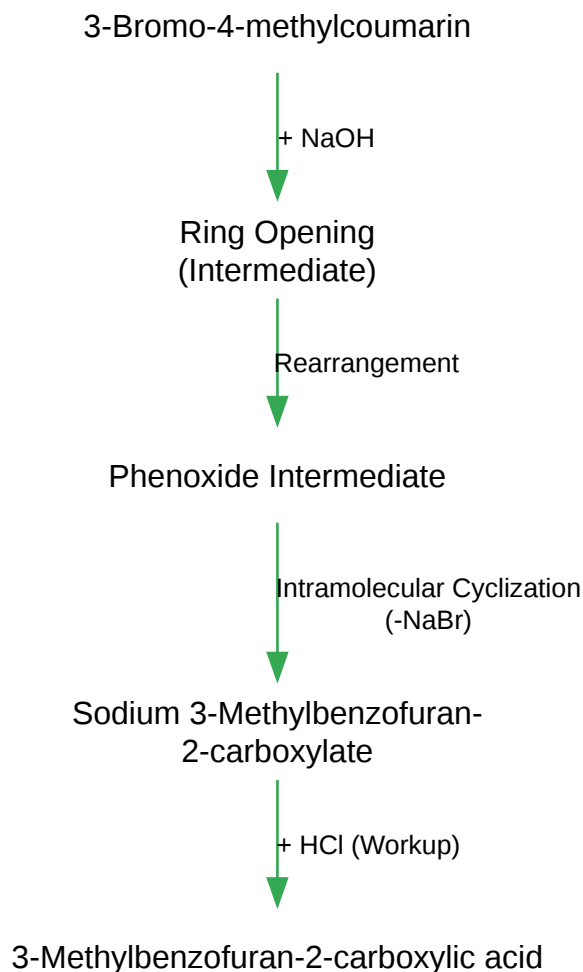 3-Bromo-4-methylcoumarin
+ NaOH
Ring Opening
(Intermediate)
Rearrangement
Phenoxide Intermediate
Intramolecular Cyclization
(-NaBr)
Sodium 3-Methylbenzofuran-
2-carboxylate
+ HCl (Workup)
3-Methylbenzofuran-2-carboxylic acid